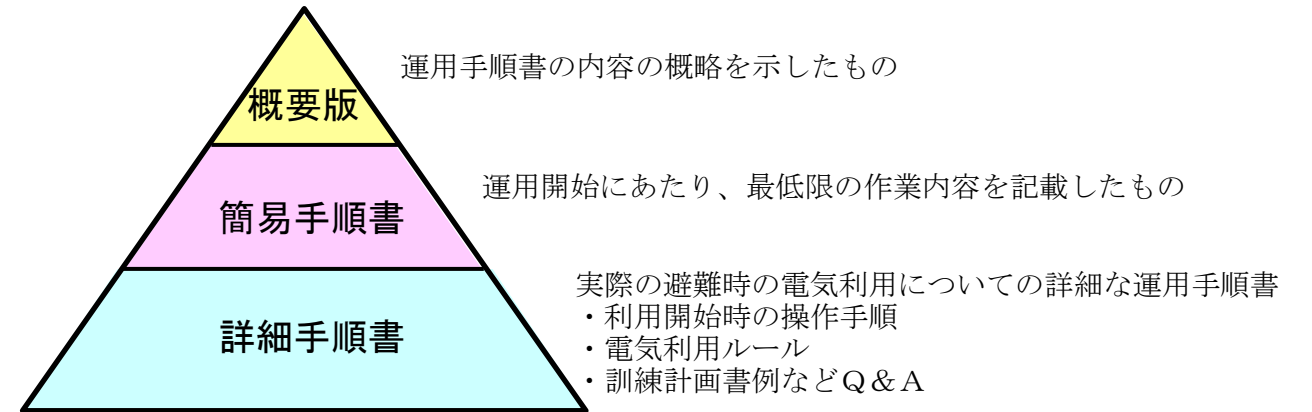 運用手順書の内容の概略を示したもの
概要版
運用開始にあたり、最低限の作業内容を記載したもの
簡易手順書
実際の避難時の電気利用についての詳細な運用手順書
・利用開始時の操作手順
詳細手順書
・電気利用ルール
・訓練計画書例などQ&A